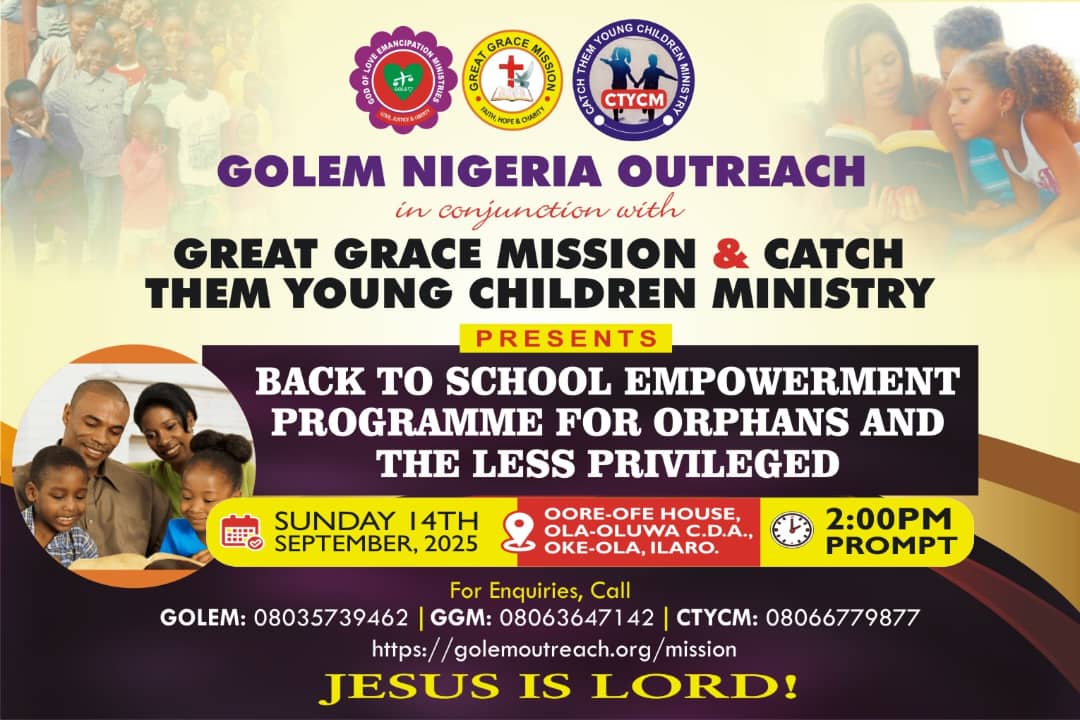 GOD OF LOVE EMANCIPATION MINISTRIES
LOVE, JUSTICE & LIBERTY
GREAT GRACE MISSION
FAITH, HOPE & CHARITY
CATCH THEM YOUNG CHILDREN MINISTRY
CTYCM
GOLEM NIGERIA OUTREACH
in conjunction with
GREAT GRACE MISSION & CATCH
THEM YOUNG CHILDREN MINISTRY
PRESENTS
BACK TO SCHOOL EMPOWERMENT
PROGRAMME FOR ORPHANS AND
THE LESS PRIVILEGED
SUNDAY 14TH
SEPTEMBER, 2025
OORE-OFE HOUSE,
OLA-OLUWA C.D.A.,
OKE-OLA, ILARO.
2:00PM
PROMPT
For Enquiries, Call
GOLEM: 08035739462 | GGM: 08063647142 | CTYCM: 08066779877
https://golemoutreach.org/mission
JESUS IS LORD!